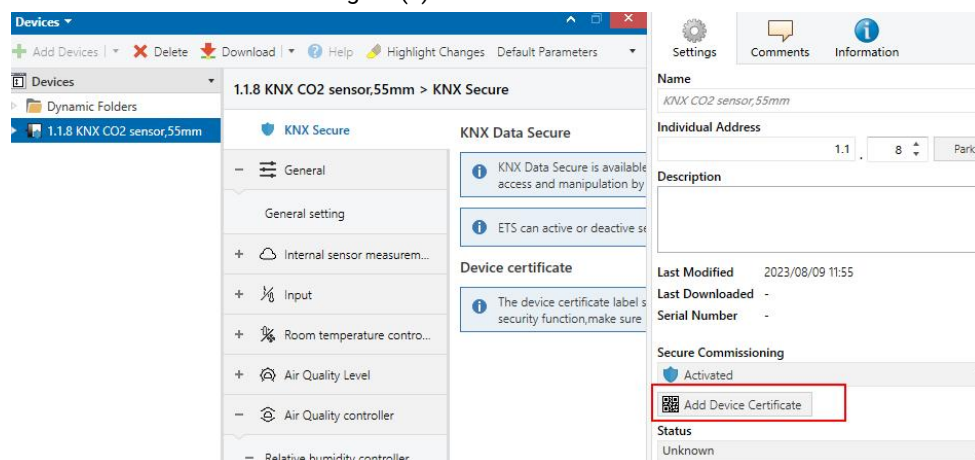 Devices
Add Devices | Delete Download | Help Highlight Changes Default Parameters
Devices
Dynamic Folders
1.1.8 KNX CO2 sensor,55mm
1.1.8 KNX CO2 sensor,55mm > KNX Secure
KNX Secure
General
General setting
Internal sensor measurem...
Input
Room temperature contro...
Air Quality Level
Air Quality controller
Relative humidity controller
KNX Data Secure
KNX Data Secure is available
access and manipulation by
ETS can active or deactive se
Device certificate
The device certificate label s
security function,make sure
Settings Comments Information
Name
KNX CO2 sensor,55mm
Individual Address
1.1 . 8 Park
Description
Last Modified 2023/08/09 11:55
Last Downloaded -
Serial Number -
Secure Commissioning
Activated
Add Device Certificate
Status
Unknown